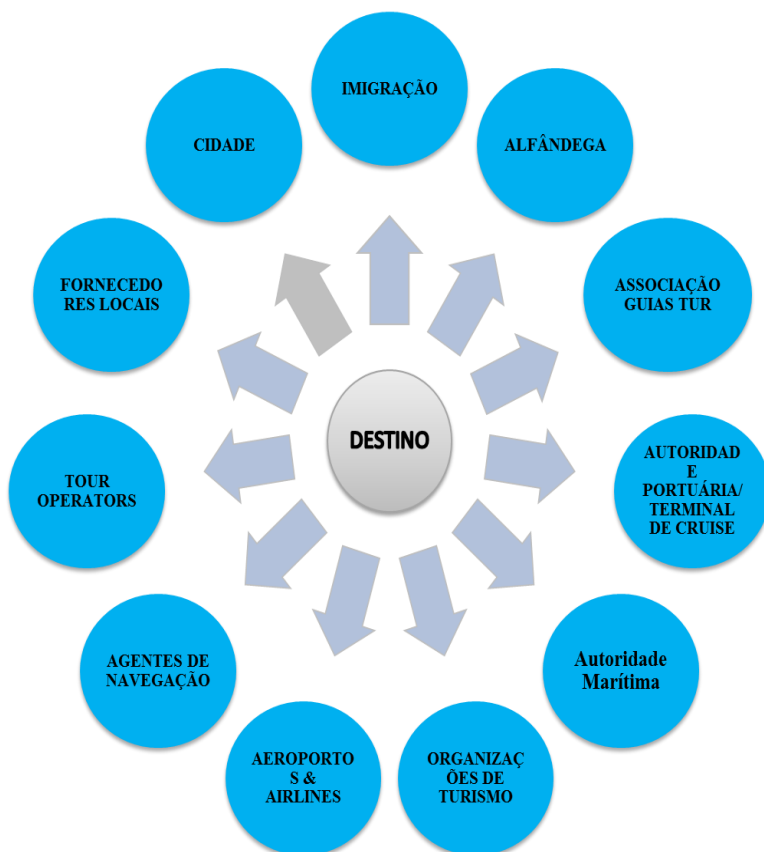 IMIGRAÇÃO
ALFÂNDEGA
ASSOCIAÇÃO
GUIAS TUR
AUTORIDAD
E
PORTUÁRIA/
TERMINAL
DE CRUISE
Autoridade
Marítima
ORGANIZAÇ
ÕES DE
TURISMO
AEROPORTO
S &
AIRLINES
AGENTES DE
NAVEGAÇÃO
TOUR
OPERATORS
FORNECEDO
RES LOCAIS
CIDADE
DESTINO